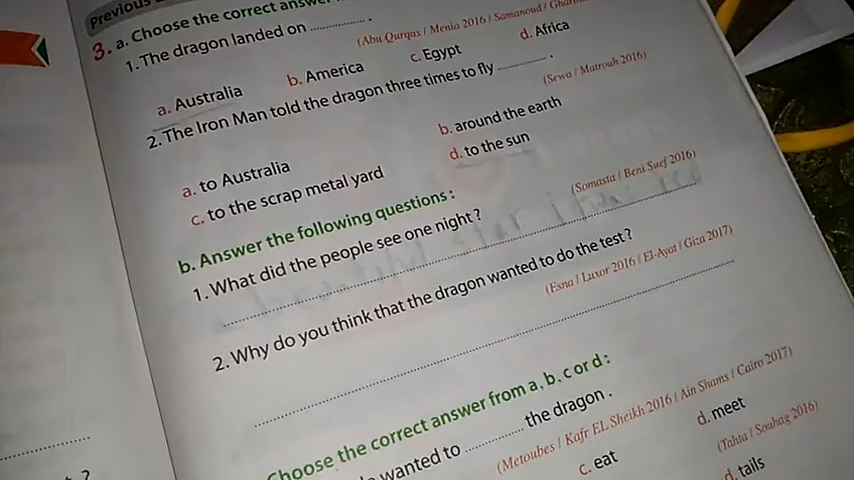 Previous
3. a. Choose the correct answer
1. The dragon landed on ............... .
(Abu Qurqas / Menia 2016 / Samanoud /
a. Australia b. America c. Egypt d. Africa
2. The Iron Man told the dragon three times to fly ............... .
(Sewa / Matrouh 2016)
a. to Australia b. around the earth
c. to the scrap metal yard d. to the sun
b. Answer the following questions :
(Somasta / Beni Suef 2016)
1. What did the people see one night ?
star
2. Why do you think that the dragon wanted to do the test ?
(Esna / Luxor 2016 / El-Ayat / Giza 2017)
Choose the correct answer from a, b, c or d :
wanted to ............... the dragon .
(Metoubes / Kafr EL Sheikh 2016 / Ain Shams / Cairo 2017)
c. eat d. meet
(Tahta / Souhag 2016)
d. tails
?